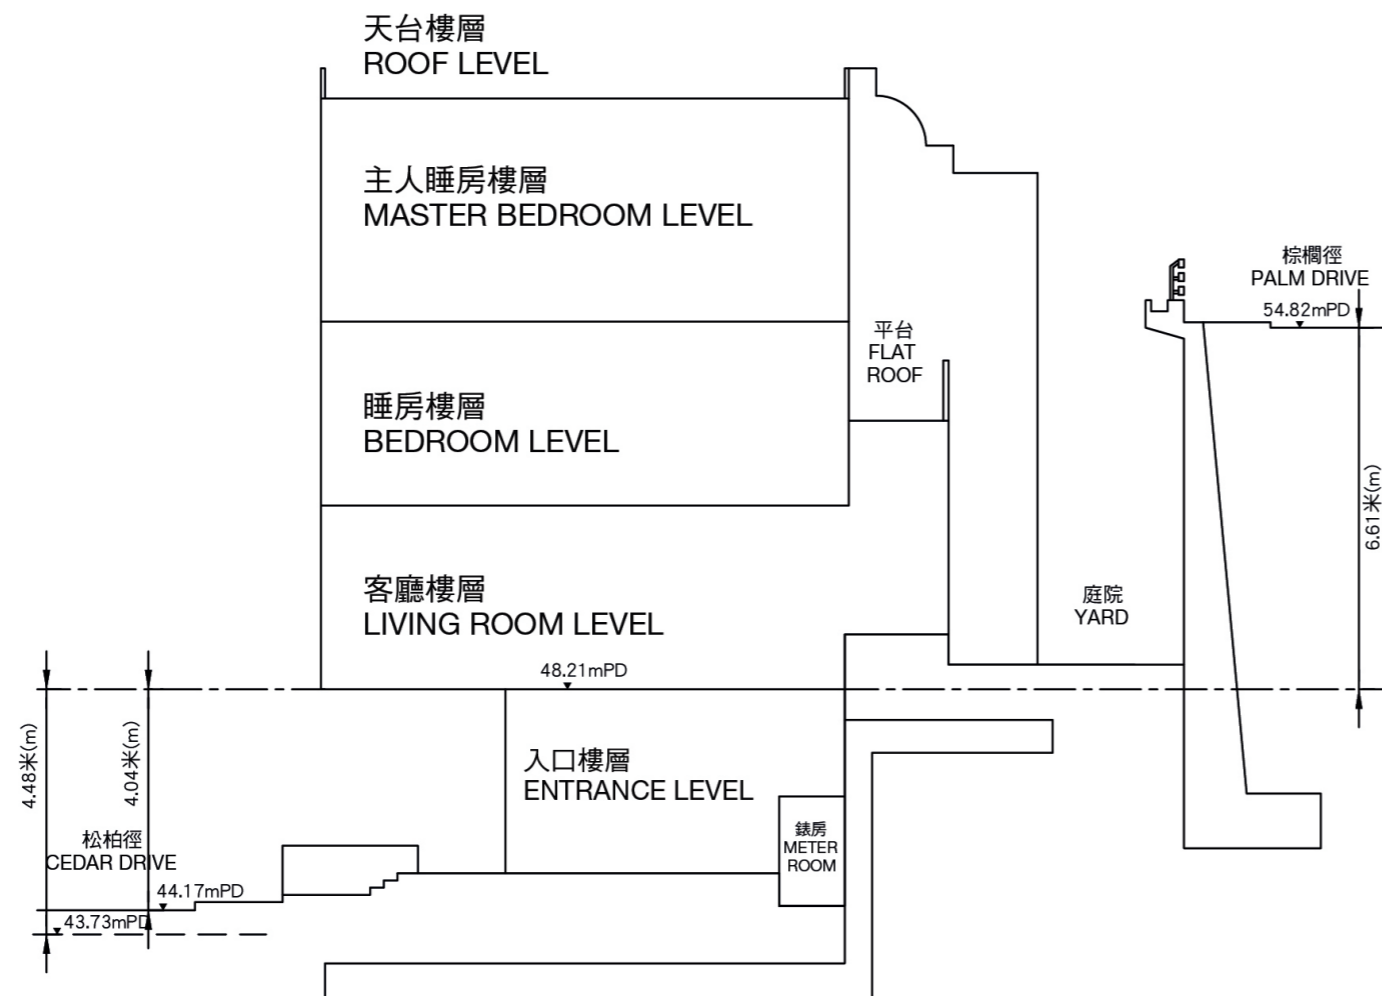 天台樓層
ROOF LEVEL
主人睡房樓層
MASTER BEDROOM LEVEL
棕櫚徑
PALM DRIVE
54.82mPD
平台
FLAT
ROOF
睡房樓層
BEDROOM LEVEL
6.61米(m)
客廳樓層
LIVING ROOM LEVEL
庭院
YARD
48.21mPD
4.48米(m)
4.04米(m)
入口樓層
ENTRANCE LEVEL
錶房
METER
ROOM
松柏徑
CEDAR DRIVE
44.17mPD
43.73mPD